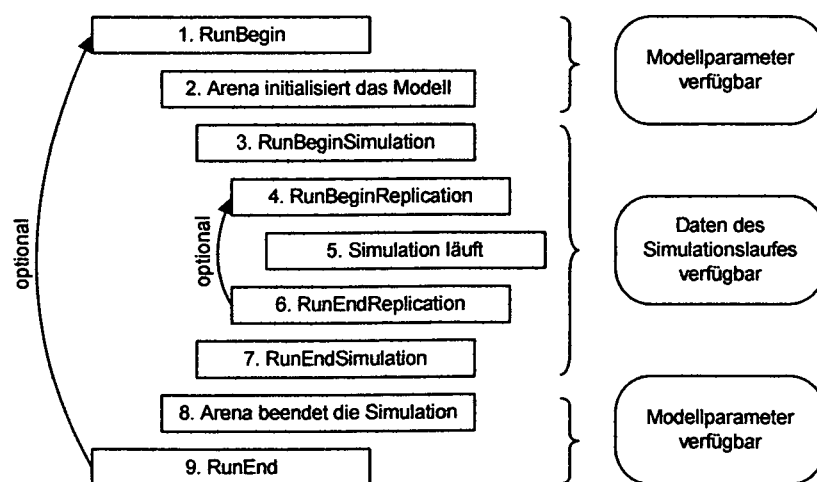 1. RunBegin
2. Arena initialisiert das Modell
3. RunBeginSimulation
4. RunBeginReplication
5. Simulation läuft
6. RunEndReplication
7. RunEndSimulation
8. Arena beendet die Simulation
9. RunEnd
optional
optional
Modellparameter
verfügbar
Daten des
Simulationslaufes
verfügbar
Modellparameter
verfügbar